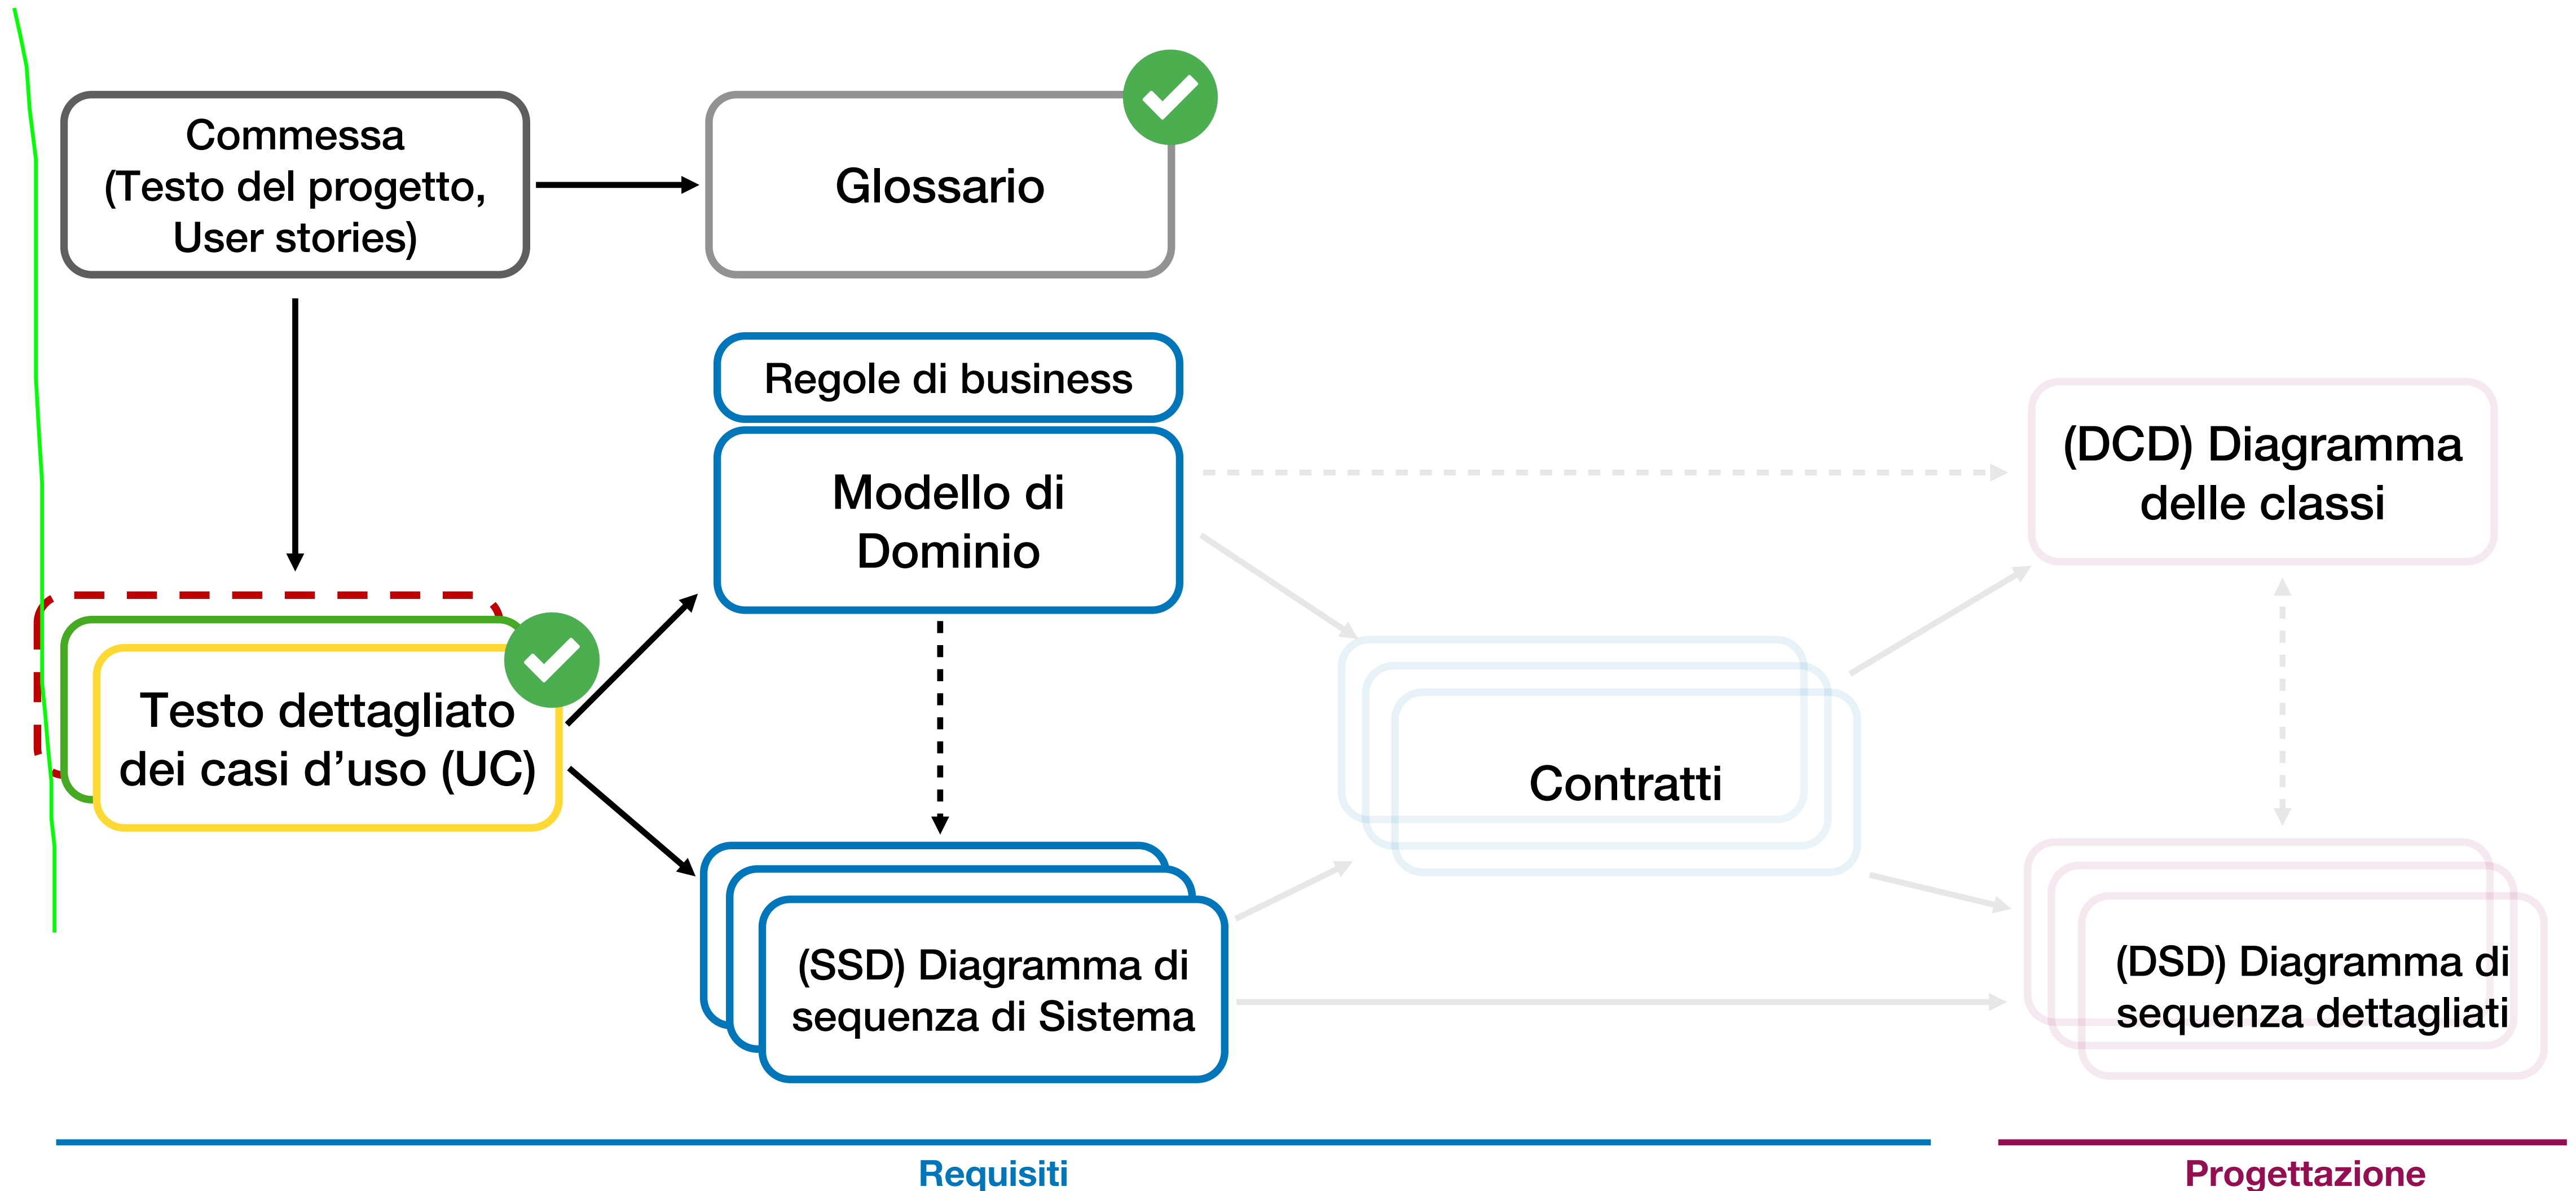 Commessa
(Testo del progetto,
User stories)
Glossario
Regole di business
Modello di
Dominio
(DCD) Diagramma
delle classi
Testo dettagliato
dei casi d’uso (UC)
Contratti
(SSD) Diagramma di
sequenza di Sistema
(DSD) Diagramma di
sequenza dettagliati
Requisiti
Progettazione